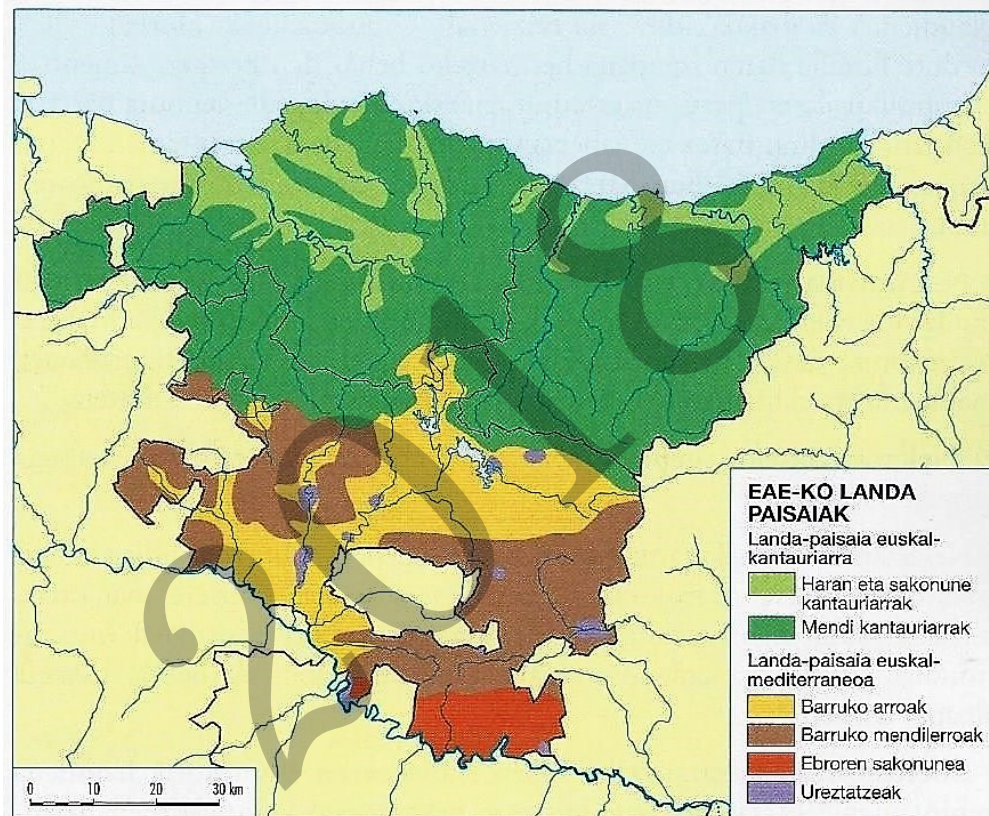 2018
EAE-KO LANDA
PAISAIAK
Landa-paisaia euskal-
kantauriarra
Haran eta sakonune
kantauriarrak
Mendi kantauriarrak
Landa-paisaia euskal-
mediterraneoa
Barruko arroak
Barruko mendilerroak
Ebroren sakonunea
Ureztatzeak
0 10 20 30 km